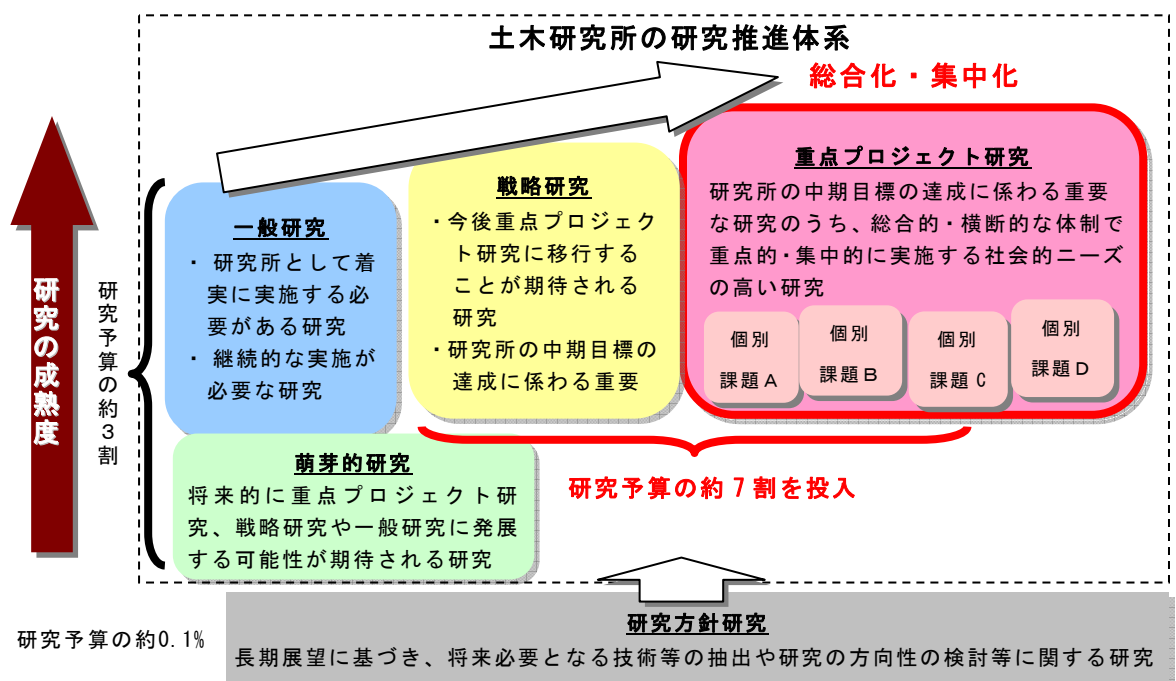 土木研究所の研究推進体系
総合化・集中化
研究の成熟度
研究予算の約３割
一般研究
・ 研究所として着
実に実施する必
要がある研究
・ 継続的な実施が
必要な研究
戦略研究
・今後重点プロジェク
ト研究に移行する
ことが期待される
研究
・研究所の中期目標の
達成に係わる重要
重点プロジェクト研究
研究所の中期目標の達成に係わる重要
な研究のうち、総合的・横断的な体制で
重点的・集中的に実施する社会的ニーズ
の高い研究
個別
課題Ａ
個別
課題Ｂ
個別
課題Ｃ
個別
課題Ｄ
萌芽的研究
将来的に重点プロジェクト研
究、戦略研究や一般研究に発展
する可能性が期待される研究
研究予算の約７割を投入
研究予算の約0.1%
研究方針研究
長期展望に基づき、将来必要となる技術等の抽出や研究の方向性の検討等に関する研究